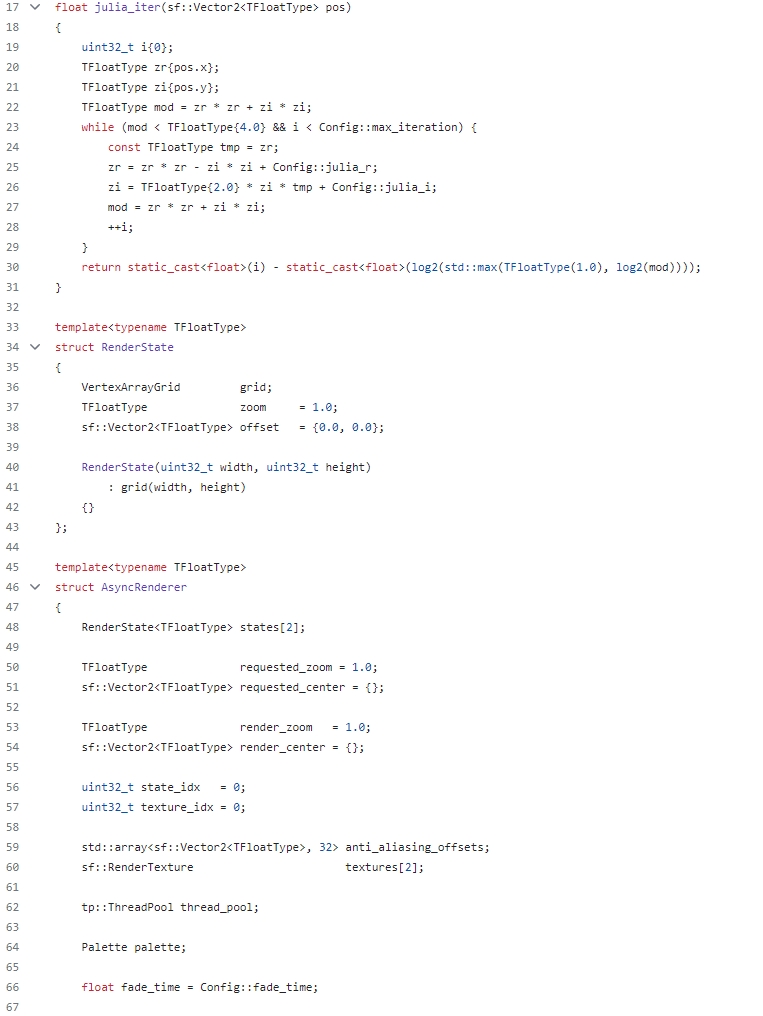 17 float julia_iter(sf::Vector2<TFloatType> pos)
18 {
19     uint32_t i{0};
20     TFloatType zr{pos.x};
21     TFloatType zi{pos.y};
22     TFloatType mod = zr * zr + zi * zi;
23     while (mod < TFloatType{4.0} && i < Config::max_iteration) {
24         const TFloatType tmp = zr;
25         zr = zr * zr - zi * zi + Config::julia_r;
26         zi = TFloatType{2.0} * zi * tmp + Config::julia_i;
27         mod = zr * zr + zi * zi;
28         ++i;
29     }
30     return static_cast<float>(i) - static_cast<float>(log2(std::max(TFloatType(1.0), log2(mod))));
31 }
32
33 template<typename TFloatType>
34 struct RenderState
35 {
36     VertexArrayGrid         grid;
37     TFloatType              zoom     = 1.0;
38     sf::Vector2<TFloatType> offset   = {0.0, 0.0};
39
40     RenderState(uint32_t width, uint32_t height)
41         : grid(width, height)
42     {}
43 };
44
45 template<typename TFloatType>
46 struct AsyncRenderer
47 {
48     RenderState<TFloatType> states[2];
49
50     TFloatType              requested_zoom = 1.0;
51     sf::Vector2<TFloatType> requested_center = {};
52
53     TFloatType              render_zoom   = 1.0;
54     sf::Vector2<TFloatType> render_center = {};
55
56     uint32_t state_idx   = 0;
57     uint32_t texture_idx = 0;
58
59     std::array<sf::Vector2<TFloatType>, 32> anti_aliasing_offsets;
60     sf::RenderTexture                       textures[2];
61
62     tp::ThreadPool thread_pool;
63
64     Palette palette;
65
66     float fade_time = Config::fade_time;
67